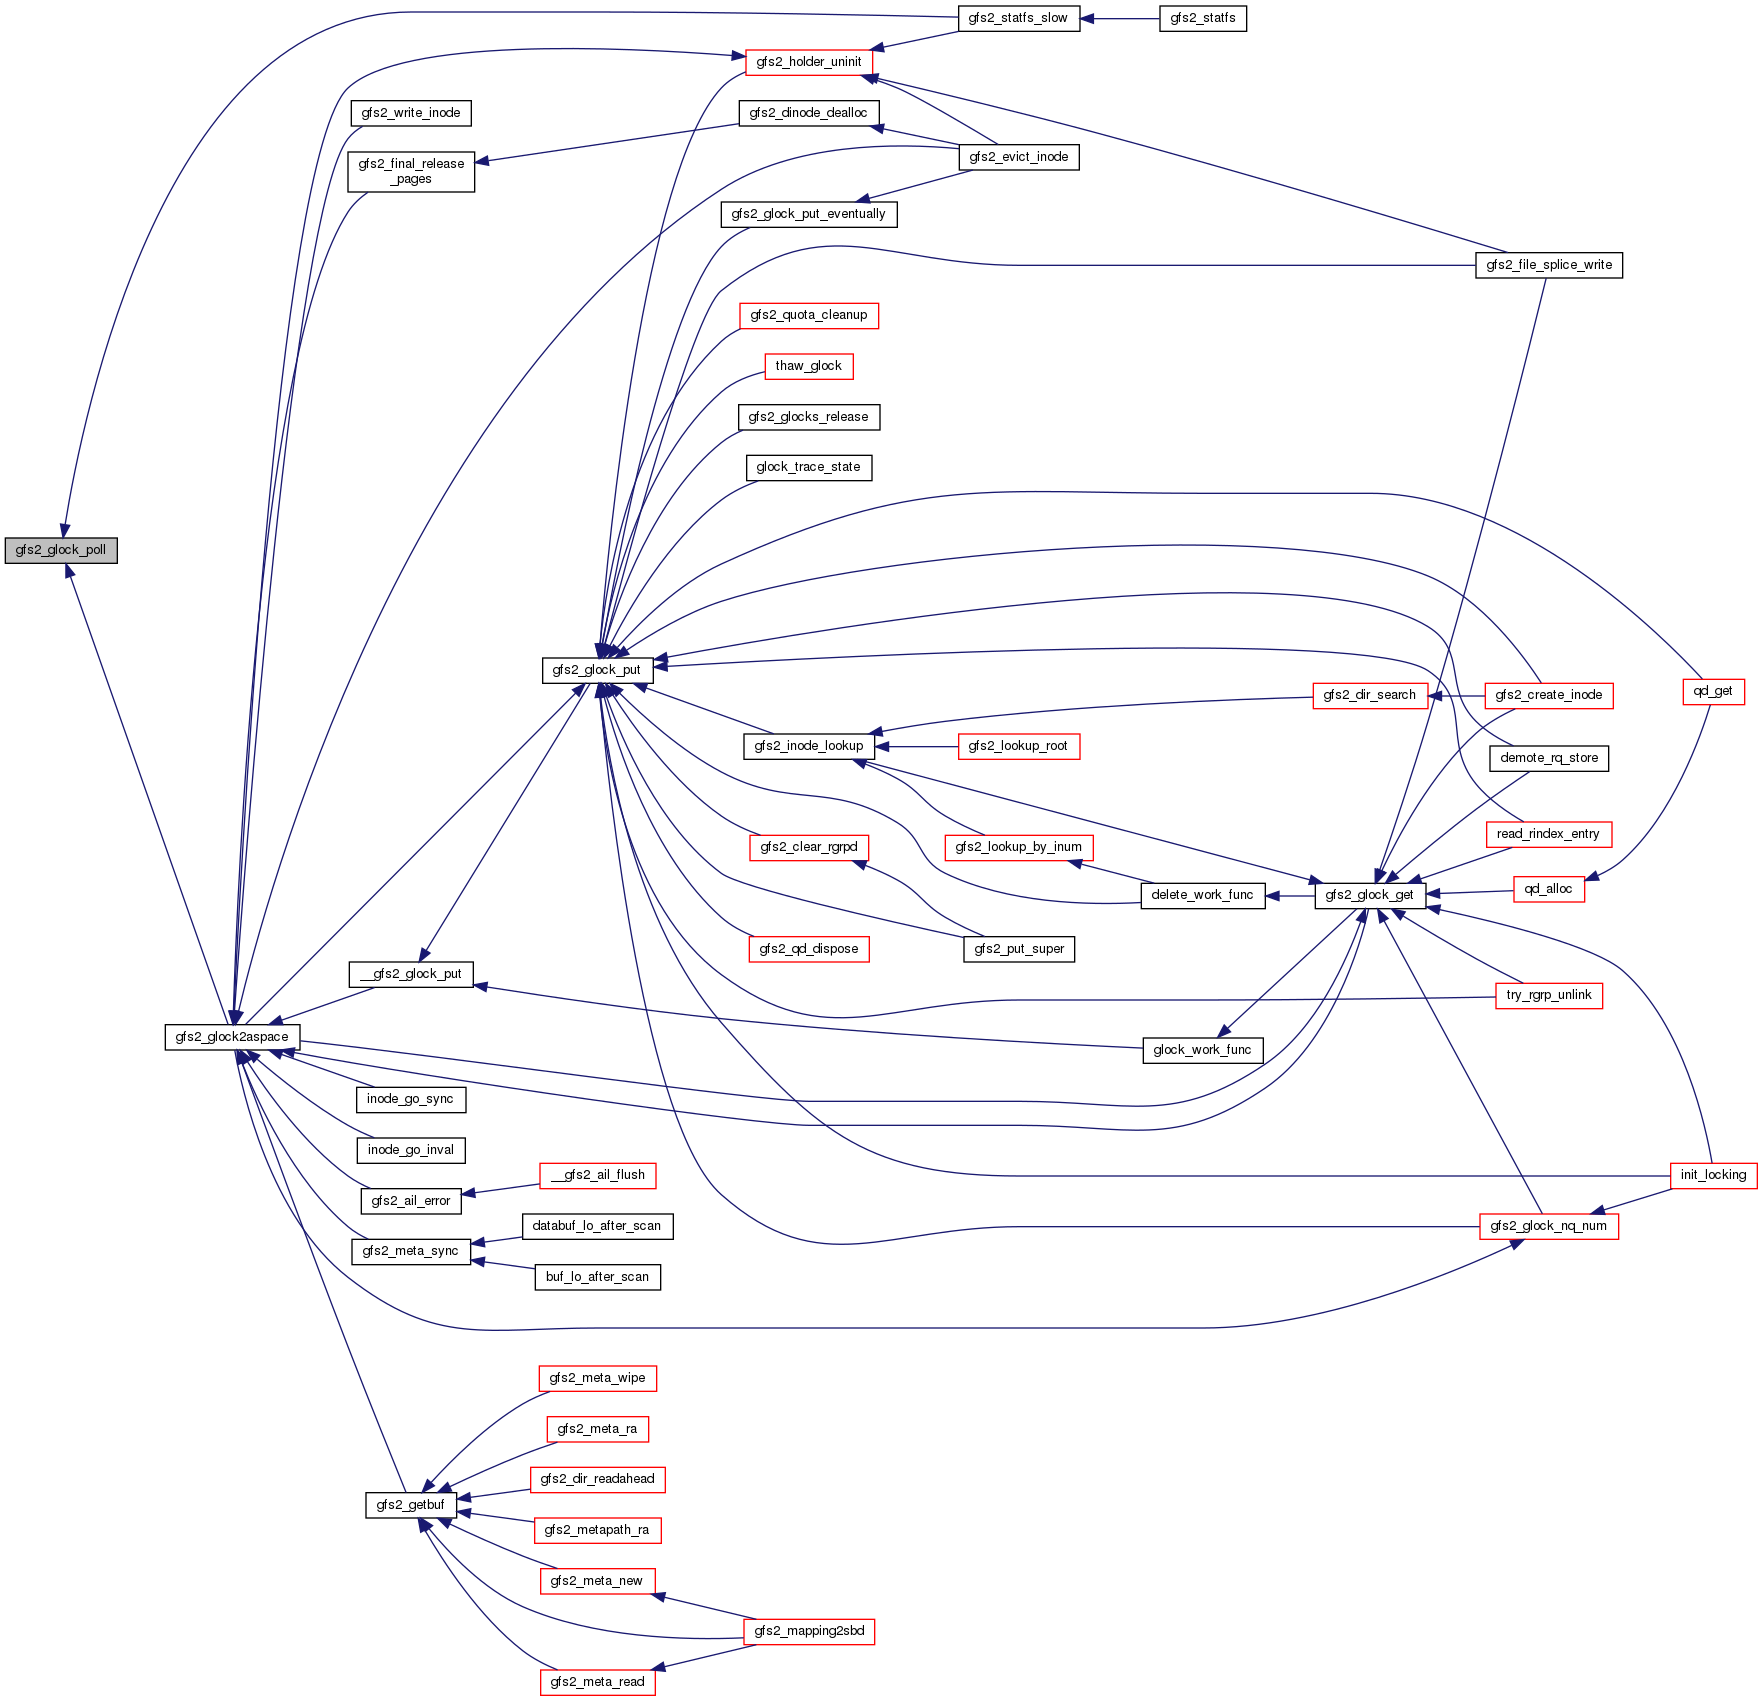 gfs2_statfs_slow
gfs2_statfs
gfs2_holder_uninit
gfs2_write_inode
gfs2_dinode_dealloc
gfs2_final_release
_pages
gfs2_evict_inode
gfs2_glock_put_eventually
gfs2_file_splice_write
gfs2_quota_cleanup
thaw_glock
gfs2_glocks_release
glock_trace_state
gfs2_glock_poll
gfs2_glock_put
gfs2_dir_search
gfs2_create_inode
qd_get
gfs2_inode_lookup
gfs2_lookup_root
demote_rq_store
gfs2_clear_rgrpd
gfs2_lookup_by_inum
read_rindex_entry
delete_work_func
gfs2_glock_get
qd_alloc
gfs2_qd_dispose
gfs2_put_super
__gfs2_glock_put
try_rgrp_unlink
gfs2_glock2aspace
glock_work_func
inode_go_sync
inode_go_inval
__gfs2_ail_flush
init_locking
gfs2_ail_error
databuf_lo_after_scan
gfs2_glock_nq_num
gfs2_meta_sync
buf_lo_after_scan
gfs2_meta_wipe
gfs2_meta_ra
gfs2_dir_readahead
gfs2_getbuf
gfs2_metapath_ra
gfs2_meta_new
gfs2_mapping2sbd
gfs2_meta_read